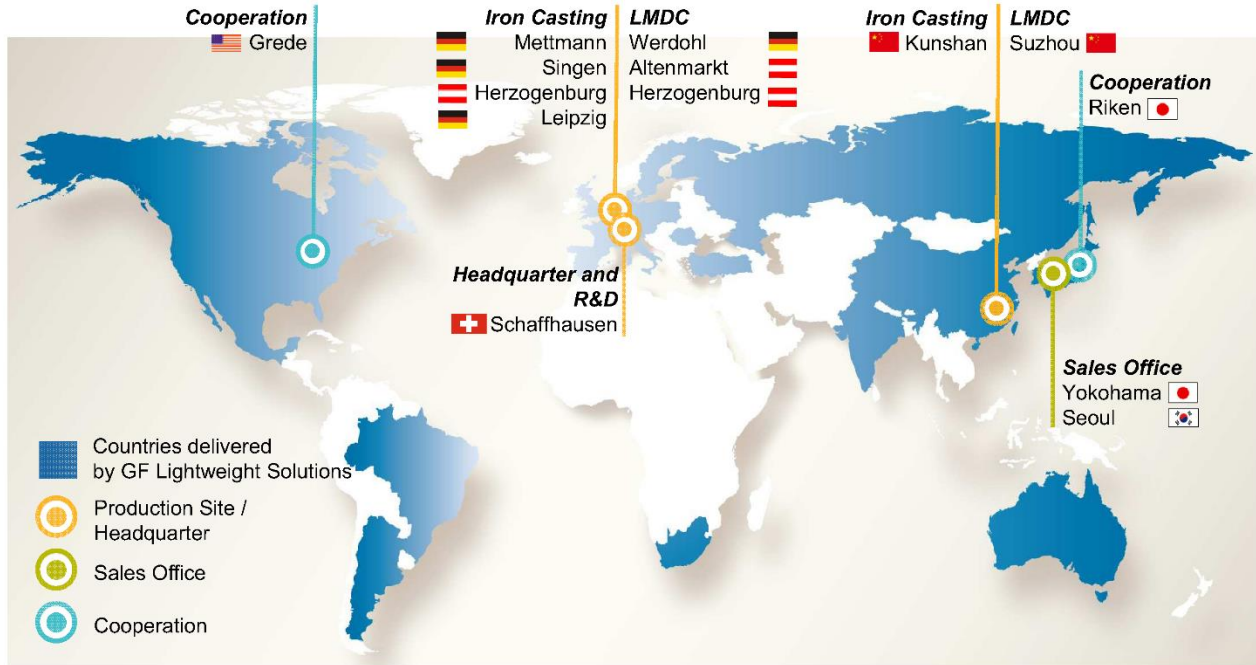 Cooperation
Grede
Iron Casting
Mettmann
Singen
Herzogenburg
Leipzig
LMDC
Werdohl
Altenmarkt
Herzogenburg
Iron Casting
Kunshan
LMDC
Suzhou
Cooperation
Riken
Headquarter and
R&D
Schaffhausen
Sales Office
Yokohama
Seoul
Countries delivered
by GF Lightweight Solutions
Production Site /
Headquarter
Sales Office
Cooperation